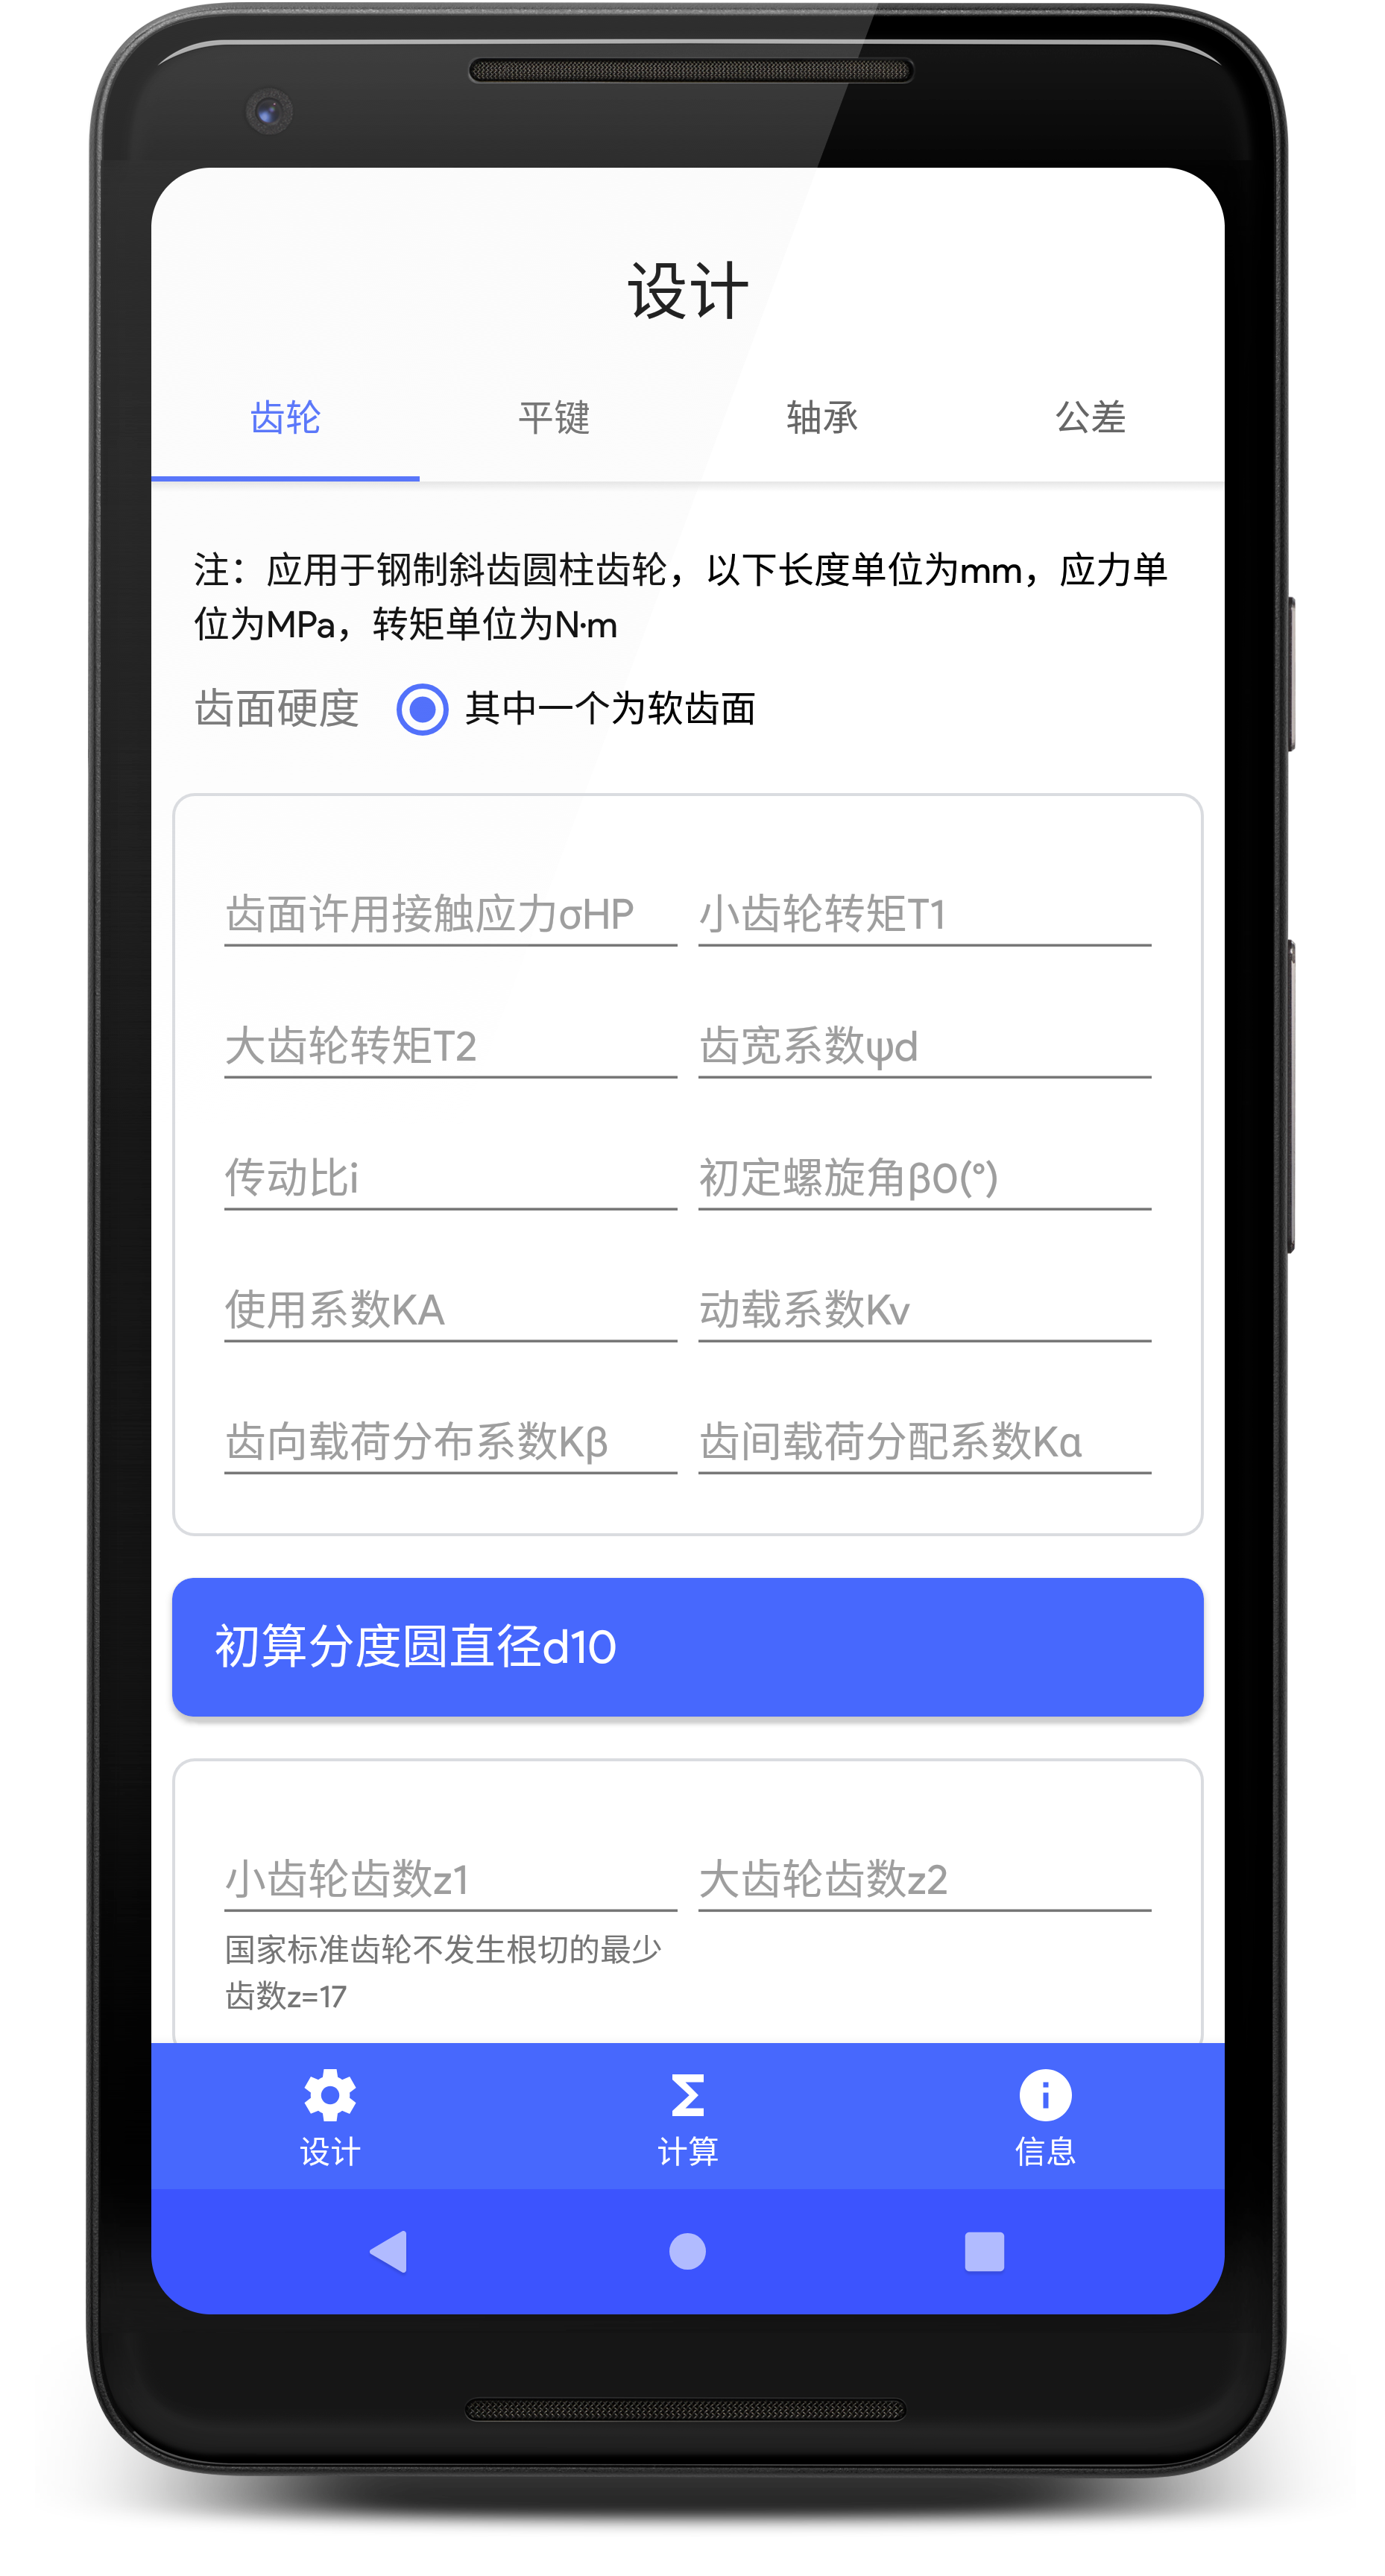 设计
齿轮 平键 轴承 公差
注：应用于钢制斜齿圆柱齿轮，以下长度单位为mm，应力单
位为MPa，转矩单位为N·m
齿面硬度 其中一个为软齿面
齿面许用接触应力σHP 小齿轮转矩T1
大齿轮转矩T2 齿宽系数ψd
传动比i 初定螺旋角β0(°)
使用系数KA 动载系数Kv
齿向载荷分布系数Kβ 齿间载荷分配系数Kα
初算分度圆直径d10
小齿轮齿数z1 大齿轮齿数z2
国家标准齿轮不发生根切的最少
齿数z=17
设计 计算 信息